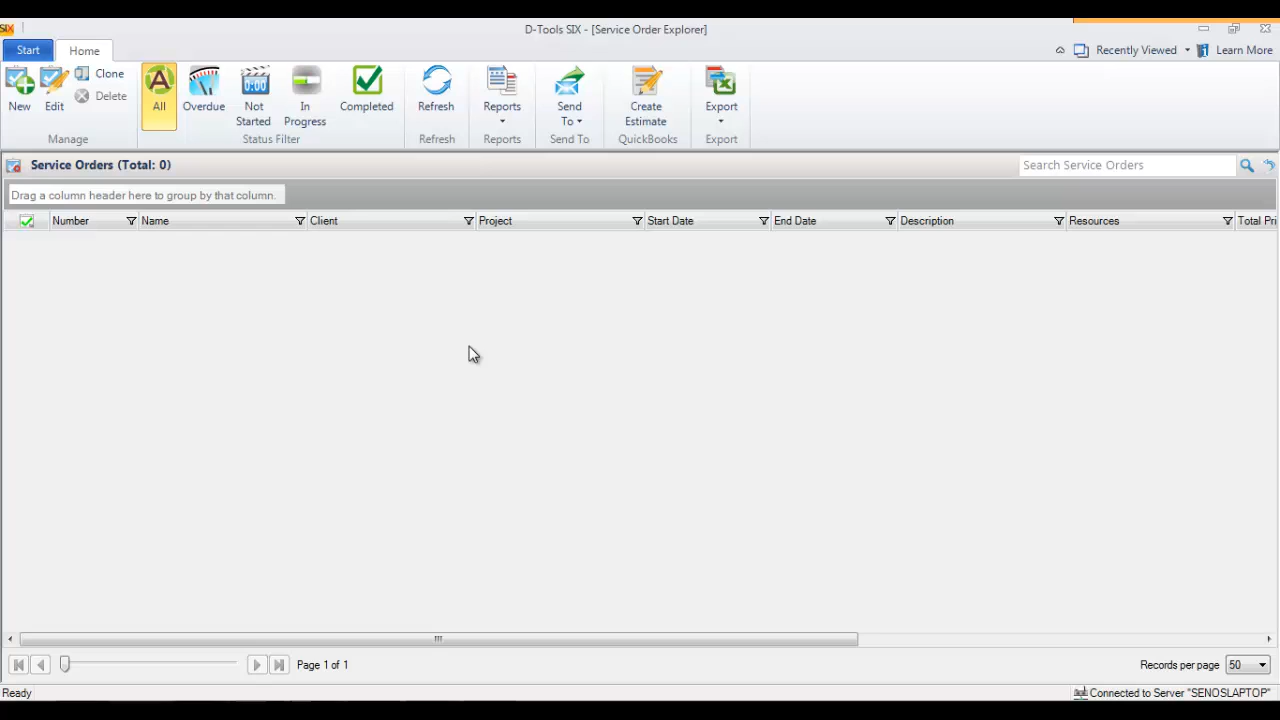 SIX
D-Tools SIX - [Service Order Explorer]
Start Home Recently Viewed Learn More
New Edit Clone Delete All Overdue Not Started In Progress Completed Refresh Reports Send To Create Estimate Export
Manage Status Filter Refresh Reports Send To QuickBooks Export
Service Orders (Total: 0) Search Service Orders
Drag a column header here to group by that column.
Number Name Client Project Start Date End Date Description Resources Total Pri
Page 1 of 1 Records per page 50
Ready Connected to Server "SENOSLAPTOP"